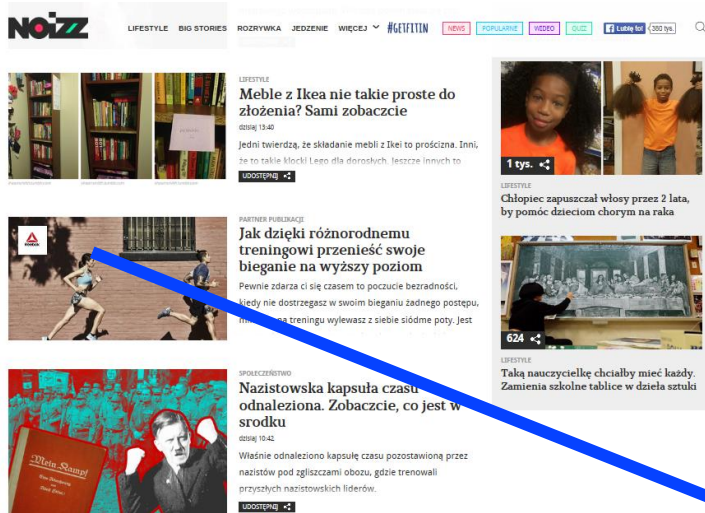 NOIZZ
LIFESTYLE BIG STORIES ROZRYWKA JEDZENIE WIĘCEJ #GETFITIN NEWS POPULARNE WIDEO QUIZ Lubię to! 380 tys.
LIFESTYLE
Meble z Ikea nie takie proste do
złożenia? Sami zobaczcie
dzisiaj 13:40
Jedni twierdzą, że składanie mebli z Ikei to prościzna. Inni,
że to takie klocki Lego dla dorosłych. Jeszcze innych to
UDOSTĘPNIJ
PARTNER PUBLIKACJI
Jak dzięki różnorodnemu
treningowi przenieść swoje
bieganie na wyższy poziom
Pewnie zdarza ci się czasem to poczucie bezradności,
kiedy nie dostrzegasz w swoim bieganiu żadnego postępu,
na treningu wylewasz z siebie siódme poty. Jest
SPOŁECZEŃSTWO
Nazistowska kapsuła czasu
odnaleziona. Zobaczcie, co jest w
srodku
dzisiaj 10:42
Właśnie odnaleziono kapsułę czasu pozostawioną przez
nazistów pod zgliszczami obozu, gdzie trenowali
przyszłych nazistowskich liderów.
UDOSTĘPNIJ
Mein Kampf
1 tys.
LIFESTYLE
Chłopiec zapuszczał włosy przez 2 lata,
by pomóc dzieciom chorym na raka
624
LIFESTYLE
Taką nauczycielkę chciałby mieć każdy.
Zamienia szkolne tablice w dzieła sztuki